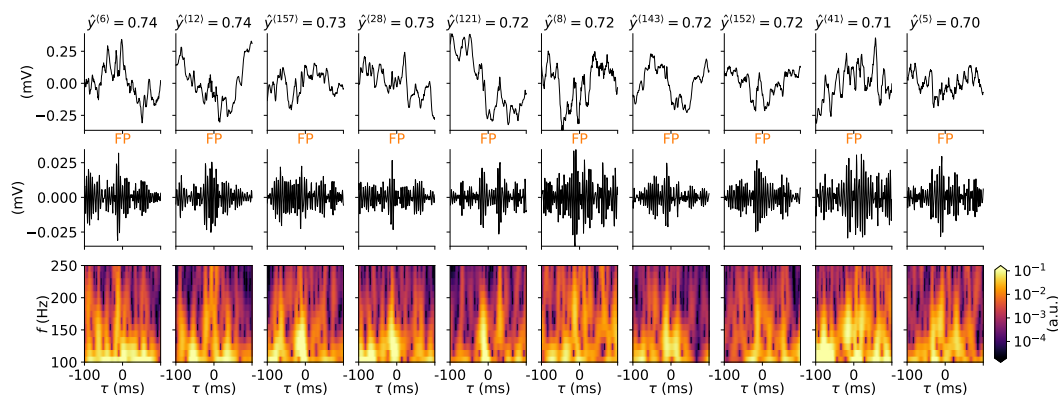 ŷ⁽⁶⁾ = 0.74 ŷ⁽¹²⁾ = 0.74 ŷ⁽¹⁵⁷⁾ = 0.73 ŷ⁽²⁸⁾ = 0.73 ŷ⁽¹²¹⁾ = 0.72 ŷ⁽⁸⁾ = 0.72 ŷ⁽¹⁴³⁾ = 0.72 ŷ⁽¹⁵²⁾ = 0.72 ŷ⁽⁴¹⁾ = 0.71 ŷ⁽⁵⁾ = 0.70
0.25
0.00
−0.25
(mV)
FP FP FP FP FP FP FP FP FP FP
0.025
0.000
−0.025
(mV)
250
200
150
100
f (Hz)
10⁻¹
10⁻²
10⁻³
10⁻⁴
(a.u.)
-100 0 -100 0 -100 0 -100 0 -100 0 -100 0 -100 0 -100 0 -100 0 -100 0 100
τ (ms) τ (ms) τ (ms) τ (ms) τ (ms) τ (ms) τ (ms) τ (ms) τ (ms) τ (ms)